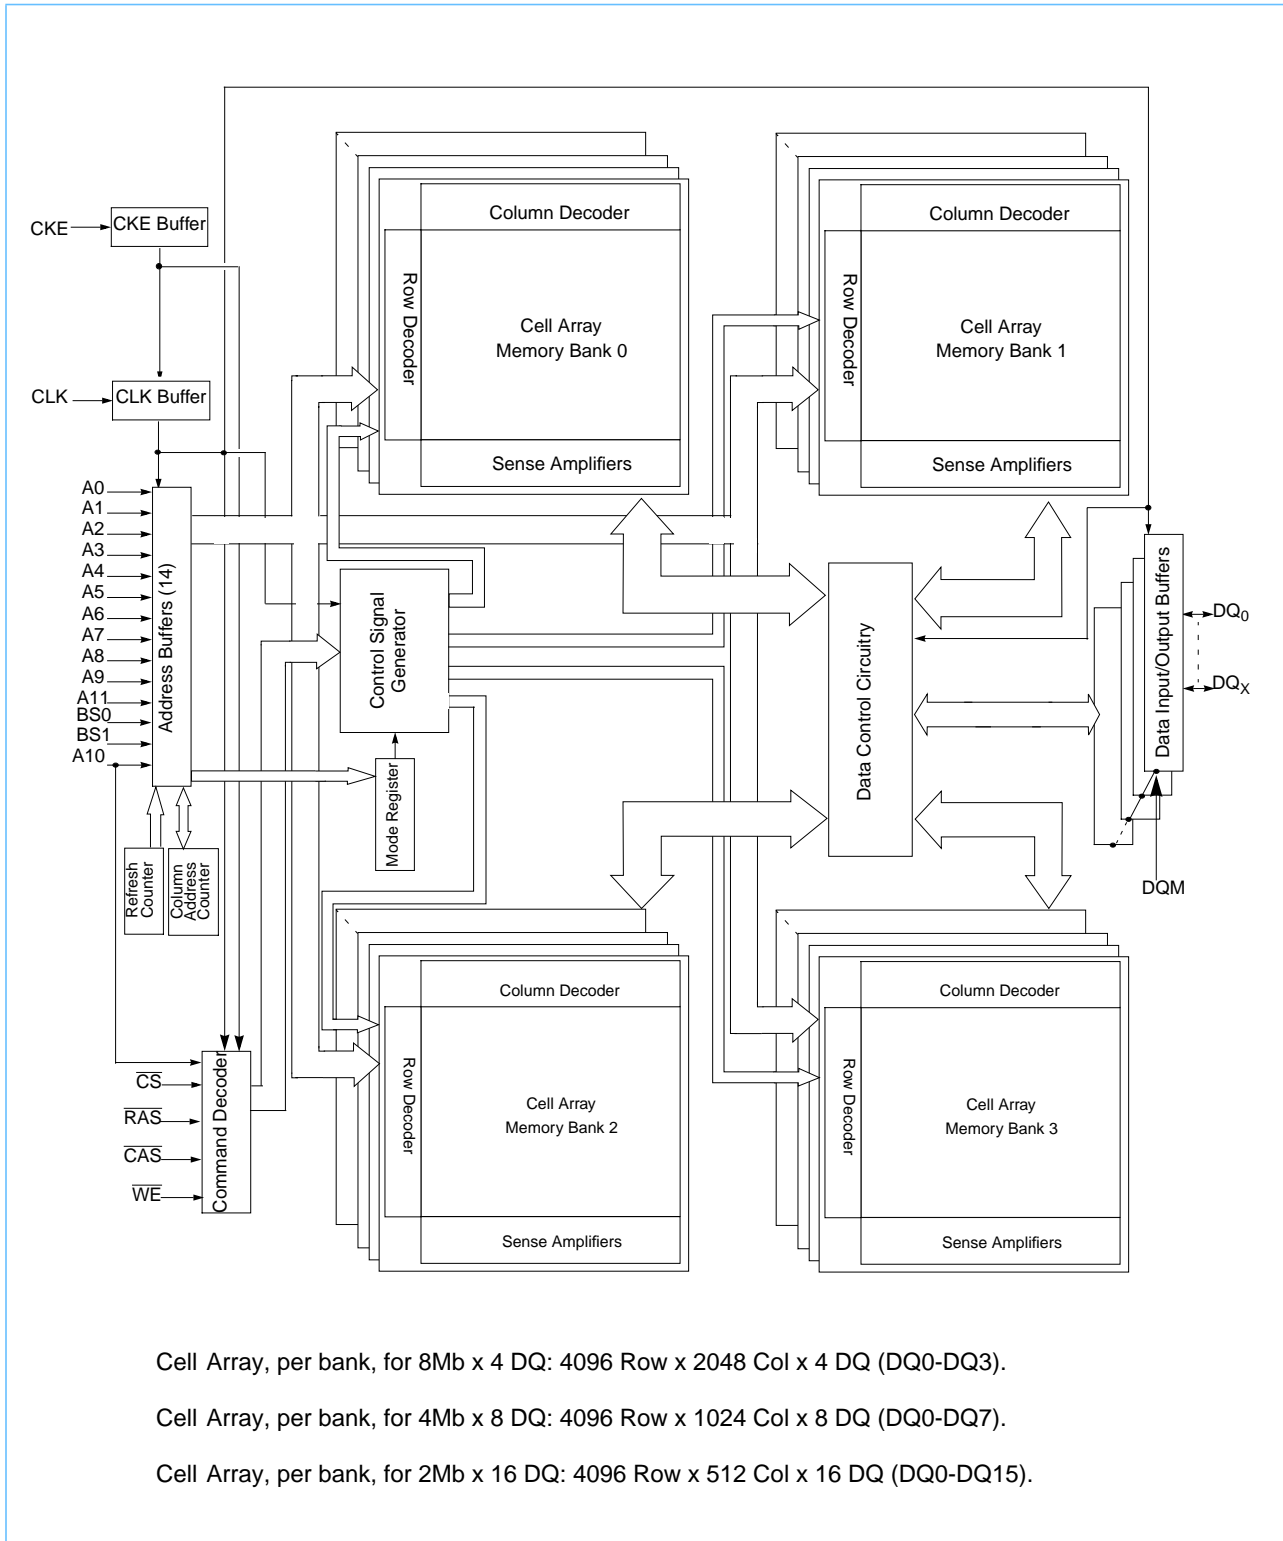 Column Decoder
Row Decoder
Cell Array
Memory Bank 0
Sense Amplifiers
Column Decoder
Row Decoder
Cell Array
Memory Bank 1
Sense Amplifiers
CKE
CKE Buffer
CLK
CLK Buffer
A0
A1
A2
A3
A4
A5
A6
A7
A8
A9
A11
BS0
BS1
A10
Address Buffers (14)
Control Signal
Generator
Mode Register
Refresh
Counter
Column
Address
Counter
Data Control Circuitry
Data Input/Output Buffers
DQ0
DQX
DQM
CS
RAS
CAS
WE
Command Decoder
Column Decoder
Row Decoder
Cell Array
Memory Bank 2
Sense Amplifiers
Column Decoder
Row Decoder
Cell Array
Memory Bank 3
Sense Amplifiers
Cell Array, per bank, for 8Mb x 4 DQ: 4096 Row x 2048 Col x 4 DQ (DQ0-DQ3).
Cell Array, per bank, for 4Mb x 8 DQ: 4096 Row x 1024 Col x 8 DQ (DQ0-DQ7).
Cell Array, per bank, for 2Mb x 16 DQ: 4096 Row x 512 Col x 16 DQ (DQ0-DQ15).